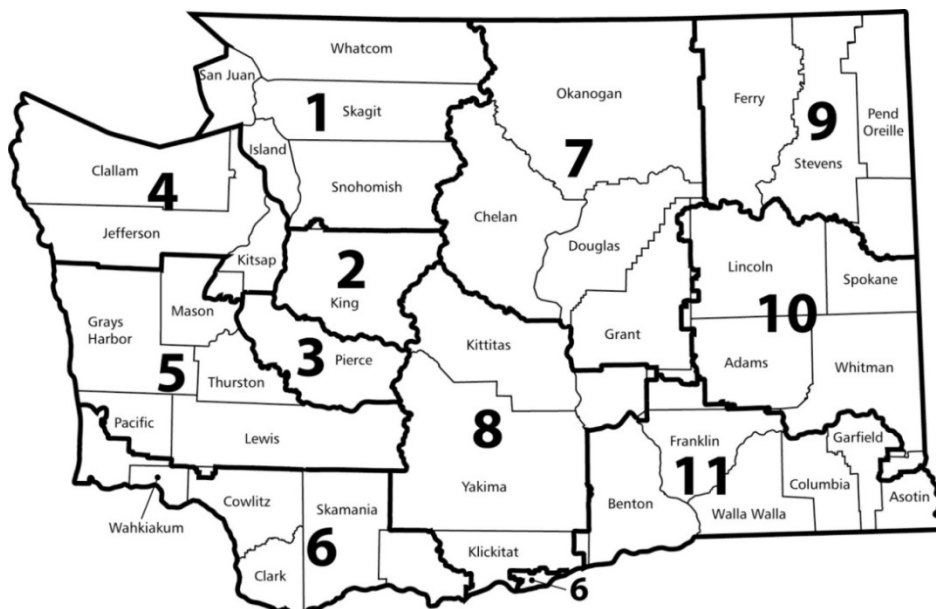 Whatcom
San Juan
Okanogan
Ferry
9
Pend
Oreille
1
Skagit
Island
7
Stevens
Clallam
4
Snohomish
Chelan
Jefferson
Douglas
Kitsap
2
Lincoln
Spokane
King
Mason
10
Grays
Harbor
Grant
3
Pierce
Kittitas
Adams
5
Thurston
Whitman
Pacific
8
Lewis
Franklin
Garfield
11
Yakima
Columbia
Cowlitz
Skamania
Benton
Asotin
Walla Walla
Wahkiakum
6
Klickitat
Clark
6